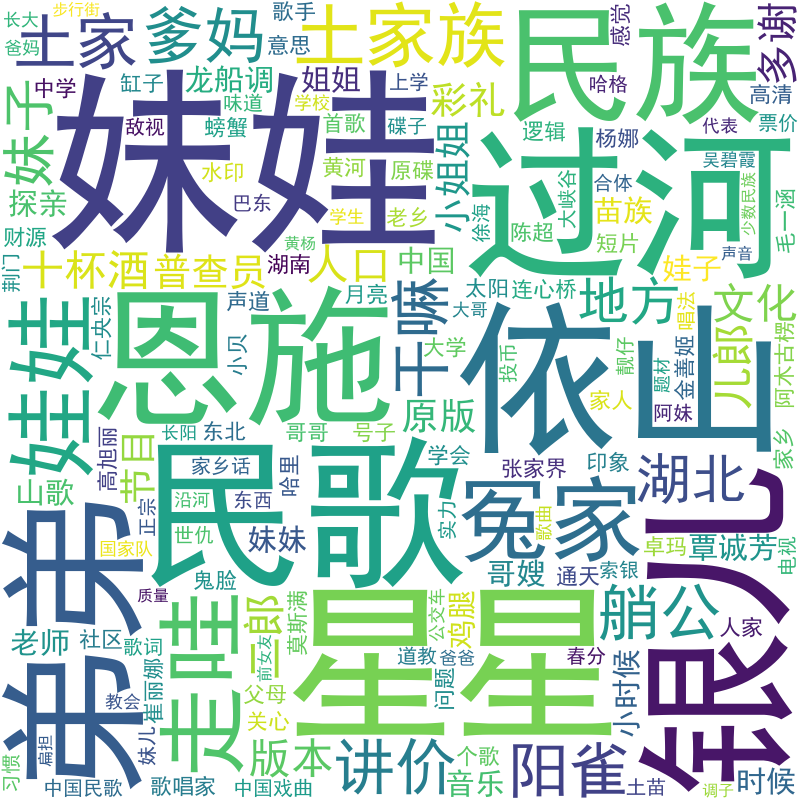 长大
步行街
爸妈
土家
爹妈
歌手
意思
土家族
感觉
民族
多谢
中学
缸子
龙船调
姐姐
上学
彩礼
哈格
高清
妹子
敌视
味道
螃蟹
学校
首歌
碟子
小姐姐
逻辑
杨娜
代表
票价
妹娃
过河
吴碧霞
水印
黄河
原碟
合体
大峡谷
少数民族
探亲
巴东
学生
老乡
徐海
苗族
毛一涵
财源
陈超
短片
黄杨
荆门
十杯酒
普查员
湖南
人口
中国
娃子
声音
声道
月亮
太阳
连心桥
地方
唱法
文化
仁央宗
娃娃
恩施
干嘛
大哥
依
小贝
大学
投币
靓仔
题材
金善姬
儿郎
阿木古楞
家人
阿妹
原版
长阳
东北
哥哥
号子
家乡
高旭丽
节目
山歌
家乡话
哈里
学会
张家界
印象
湖北
民歌
冤家
正宗
沿河
东西
实力
歌曲
国家队
世仇
妹妹
卓玛
覃诚芳
电视
弟弟
鬼脸
哥嫂
通天
索银
银儿
质量
走哇
二郎
莫斯满
公交车
鸡腿
星星
艄公
老师
社区
歌词
前女友
人家
崔丽娜
道教
爸爸
春分
小时候
教会
父母
问题
妹儿
关心
习惯
扁担
版本
讲价
阳雀
中国民歌
歌唱家
中国戏曲
个歌
音乐
土苗
调子
时候